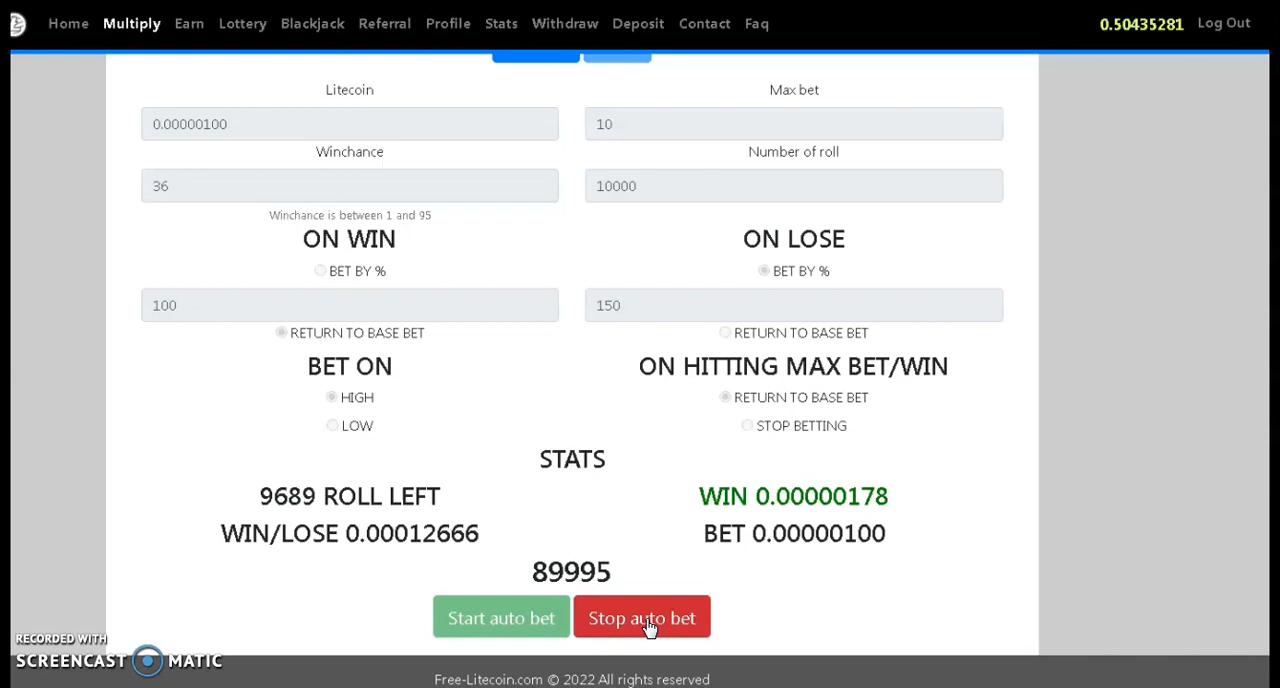 Home Multiply Earn Lottery Blackjack Referral Profile Stats Withdraw Deposit Contact Faq 0.50435281 Log Out
Litecoin Max bet
0.00000100 10
Winchance Number of roll
36 10000
Winchance is between 1 and 95
ON WIN ON LOSE
BET BY % BET BY %
100 150
RETURN TO BASE BET RETURN TO BASE BET
BET ON ON HITTING MAX BET/WIN
HIGH RETURN TO BASE BET
LOW STOP BETTING
STATS
9689 ROLL LEFT WIN 0.00000178
WIN/LOSE 0.00012666 BET 0.00000100
89995
Start auto bet Stop auto bet
RECORDED WITH
SCREENCAST MATIC
Free-Litecoin.com © 2022 All rights reserved